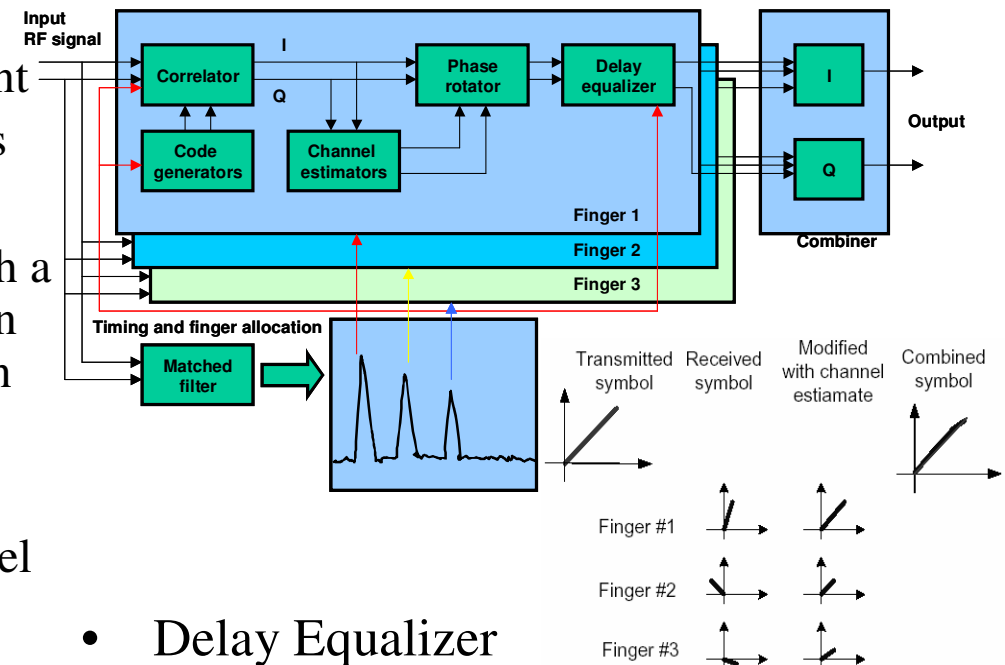 Input
RF signal
I
Q
Correlator
Phase
rotator
Delay
equalizer
I
Output
Code
generators
Channel
estimators
Q
Finger 1
Combiner
Finger 2
Finger 3
Timing and finger allocation
Matched
filter
Transmitted
symbol
Received
symbol
Modified
with channel
estiamate
Combined
symbol
Finger #1
Finger #2
Finger #3
nt
s
h a
n
n
el
• Delay Equalizer